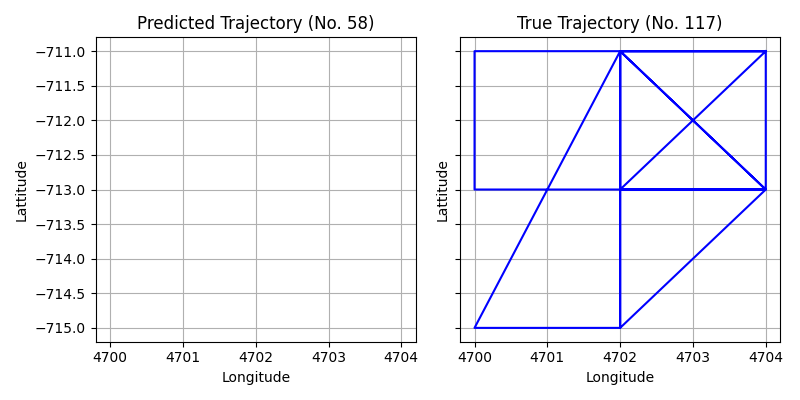 Predicted Trajectory (No. 58)
True Trajectory (No. 117)
−711.0
−711.5
−712.0
−712.5
−713.0
−713.5
−714.0
−714.5
−715.0
Lattitude
Lattitude
4700 4701 4702 4703 4704
4700 4701 4702 4703 4704
Longitude
Longitude